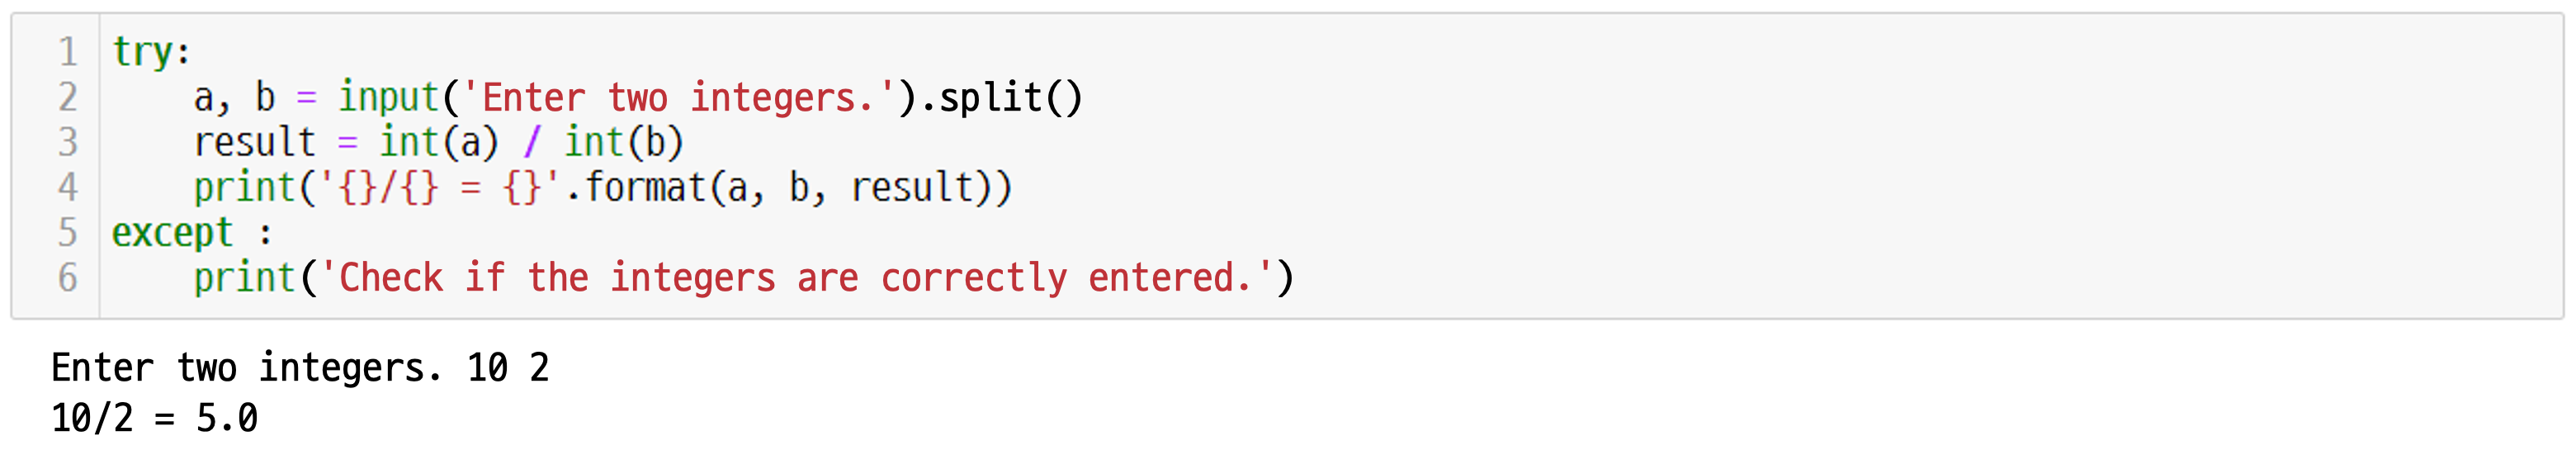 1 try:
2     a, b = input('Enter two integers.').split()
3     result = int(a) / int(b)
4     print('{}/{} = {}'.format(a, b, result))
5 except :
6     print('Check if the integers are correctly entered.')
Enter two integers. 10 2
10/2 = 5.0